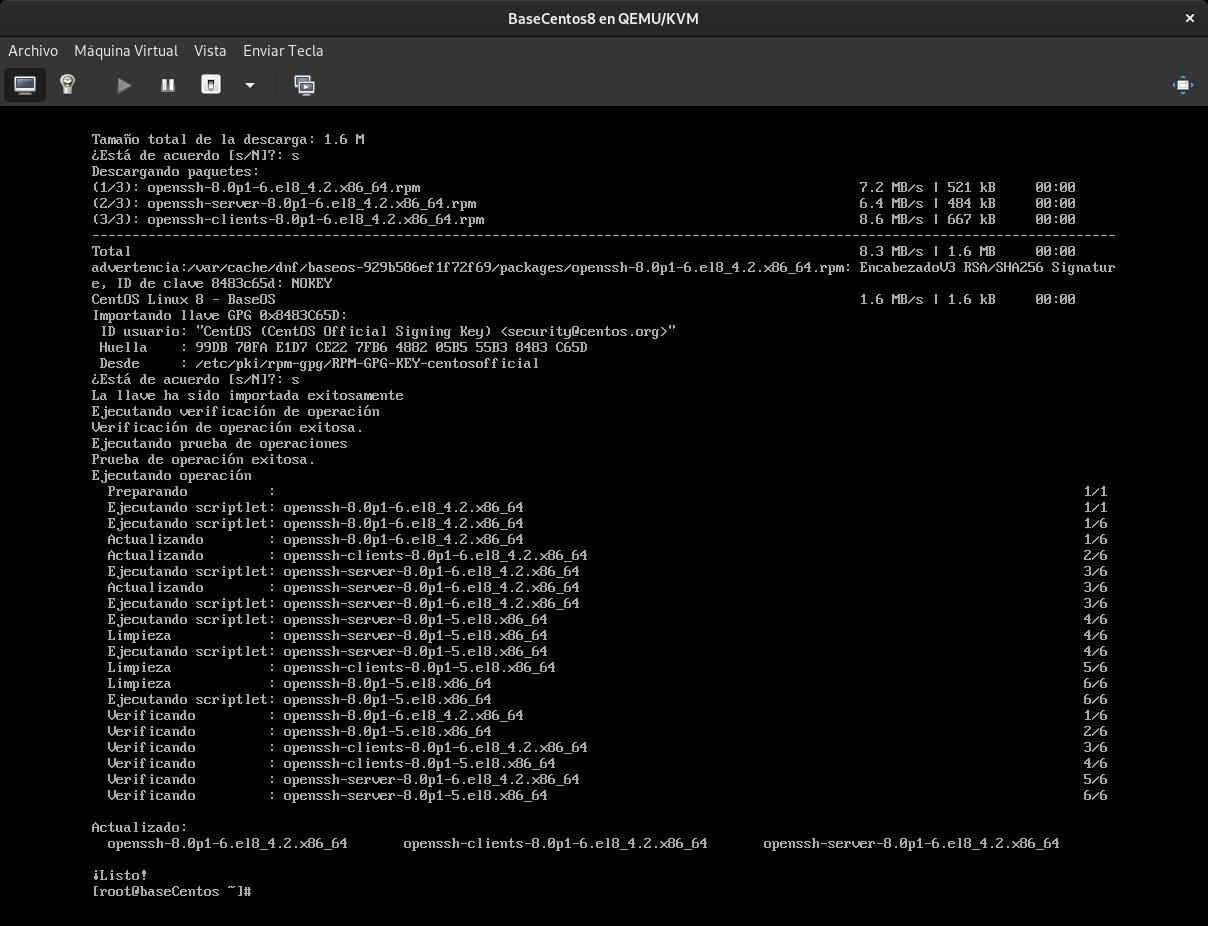 BaseCentos8 en QEMU/KVM
Archivo Máquina Virtual Vista Enviar Tecla
Tamaño total de la descarga: 1.6 M
¿Está de acuerdo [s/N]?: s
Descargando paquetes:
(1/3): openssh-8.0p1-6.el8_4.2.x86_64.rpm 7.2 MB/s | 521 kB 00:00
(2/3): openssh-server-8.0p1-6.el8_4.2.x86_64.rpm 6.4 MB/s | 484 kB 00:00
(3/3): openssh-clients-8.0p1-6.el8_4.2.x86_64.rpm 8.6 MB/s | 667 kB 00:00
--------------------------------------------------------------------------------------------------------------------------------
Total 8.3 MB/s | 1.6 MB 00:00
advertencia:/var/cache/dnf/baseos-929b586ef1f72f69/packages/openssh-8.0p1-6.el8_4.2.x86_64.rpm: EncabezadoV3 RSA/SHA256 Signatur
e, ID de clave 8483c65d: NOKEY
CentOS Linux 8 - BaseOS 1.6 MB/s | 1.6 kB 00:00
Importando llave GPG 0x8483C65D:
ID usuario: "CentOS (CentOS Official Signing Key) <security@centos.org>"
Huella : 99DB 70FA E1D7 CE22 7FB6 4882 05B5 55B3 8483 C65D
Desde : /etc/pki/rpm-gpg/RPM-GPG-KEY-centosofficial
¿Está de acuerdo [s/N]?: s
La llave ha sido importada exitosamente
Ejecutando verificación de operación
Verificación de operación exitosa.
Ejecutando prueba de operaciones
Prueba de operación exitosa.
Ejecutando operación
Preparando : 1/1
Ejecutando scriptlet: openssh-8.0p1-6.el8_4.2.x86_64 1/1
Ejecutando scriptlet: openssh-8.0p1-6.el8_4.2.x86_64 1/6
Actualizando : openssh-8.0p1-6.el8_4.2.x86_64 1/6
Actualizando : openssh-clients-8.0p1-6.el8_4.2.x86_64 2/6
Ejecutando scriptlet: openssh-server-8.0p1-6.el8_4.2.x86_64 3/6
Actualizando : openssh-server-8.0p1-6.el8_4.2.x86_64 3/6
Ejecutando scriptlet: openssh-server-8.0p1-6.el8_4.2.x86_64 3/6
Ejecutando scriptlet: openssh-server-8.0p1-5.el8.x86_64 4/6
Limpieza : openssh-server-8.0p1-5.el8.x86_64 4/6
Ejecutando scriptlet: openssh-server-8.0p1-5.el8.x86_64 4/6
Limpieza : openssh-clients-8.0p1-5.el8.x86_64 5/6
Limpieza : openssh-8.0p1-5.el8.x86_64 6/6
Ejecutando scriptlet: openssh-8.0p1-5.el8.x86_64 6/6
Verificando : openssh-8.0p1-6.el8_4.2.x86_64 1/6
Verificando : openssh-8.0p1-5.el8.x86_64 2/6
Verificando : openssh-clients-8.0p1-6.el8_4.2.x86_64 3/6
Verificando : openssh-clients-8.0p1-5.el8.x86_64 4/6
Verificando : openssh-server-8.0p1-6.el8_4.2.x86_64 5/6
Verificando : openssh-server-8.0p1-5.el8.x86_64 6/6
Actualizado:
openssh-8.0p1-6.el8_4.2.x86_64 openssh-clients-8.0p1-6.el8_4.2.x86_64 openssh-server-8.0p1-6.el8_4.2.x86_64
¡Listo!
[root@baseCentos ~]#